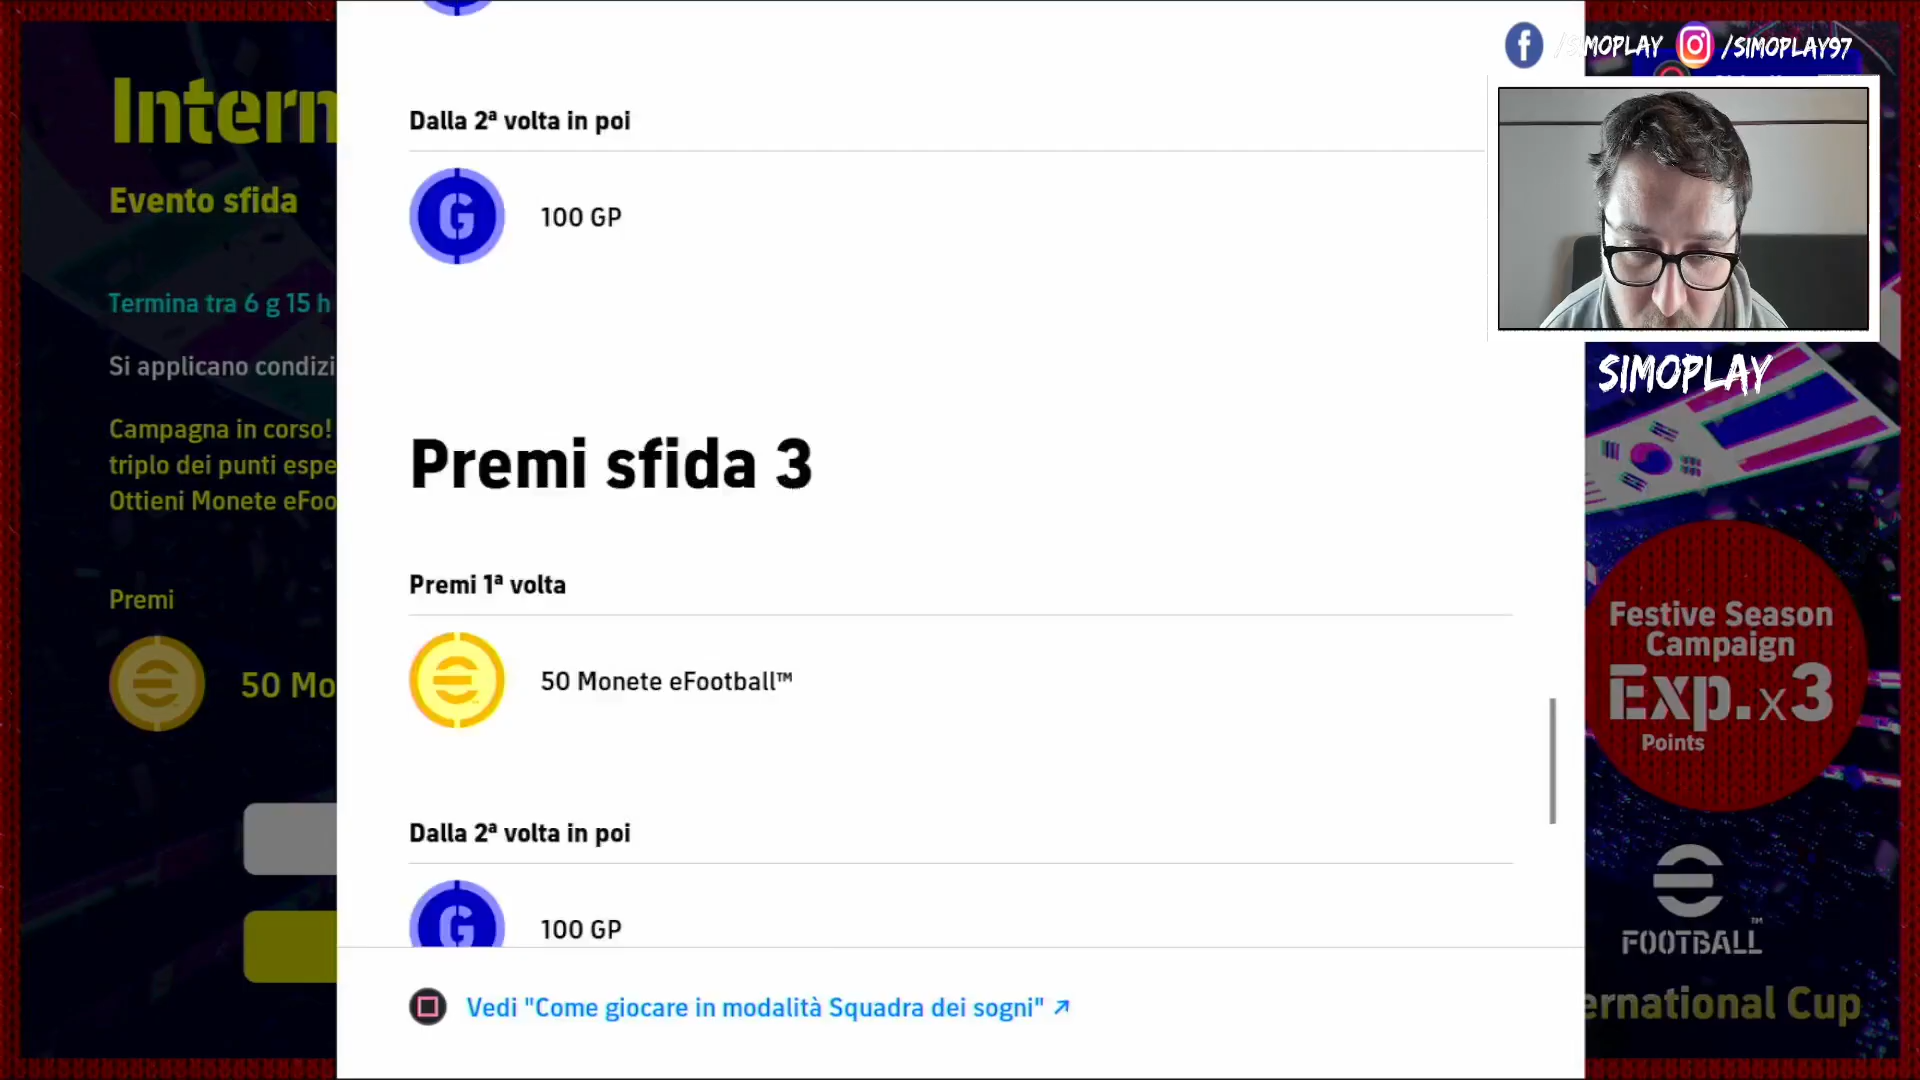 /SIMOPLAY
/SIMOPLAY97
Intern
Evento sfida
Termina tra 6 g 15 h
Si applicano condizi
Campagna in corso!
triplo dei punti espe
Ottieni Monete eFoo
Premi
50 Mo
Dalla 2ª volta in poi
100 GP
Premi sfida 3
Premi 1ª volta
50 Monete eFootball™
Dalla 2ª volta in poi
100 GP
Vedi "Come giocare in modalità Squadra dei sogni" ↗
SIMOPLAY
Festive Season
Campaign
Exp.x3
Points
FOOTBALL™
ernational Cup